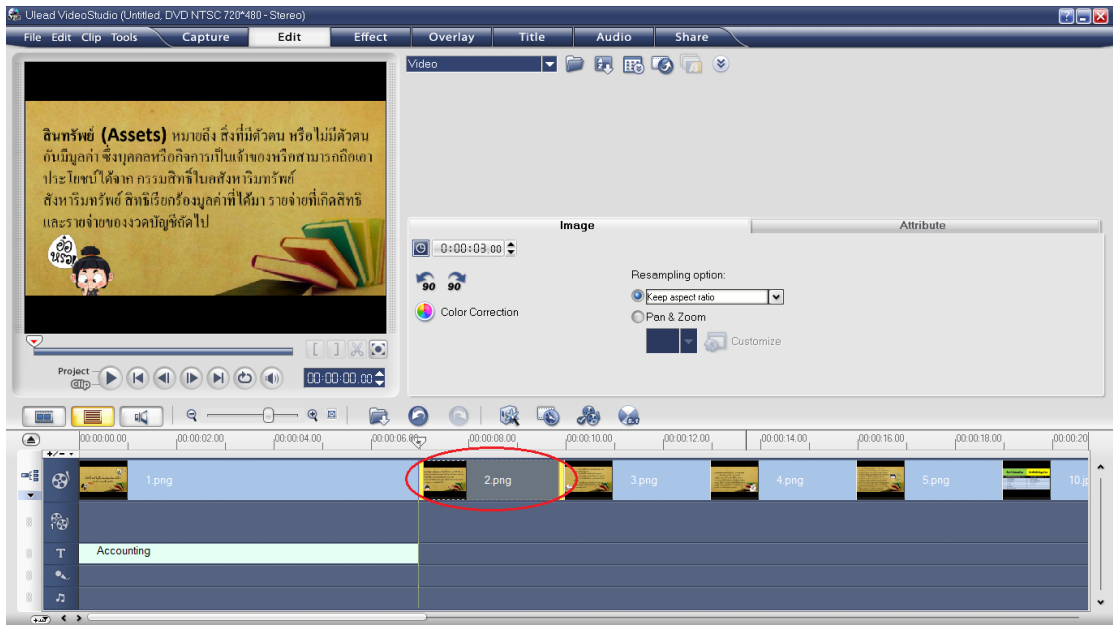 Ulead VideoStudio (Untitled, DVD NTSC 720*480 - Stereo)
File Edit Clip Tools Capture Edit Effect Overlay Title Audio Share
Video
สินทรัพย์ (Assets) หมายถึง สิ่งที่มีตัวตน หรือไม่มีตัวตน
อันมีมูลค่า ซึ่งบุคคลหรือกิจการเป็นเจ้าของหรือสามารถถือเอา
ประโยชน์ได้จาก กรรมสิทธิ์ในอสังหาริมทรัพย์
สังหาริมทรัพย์ สิทธิเรียกร้องมูลค่าที่ได้มา รายจ่ายที่เกิดสิทธิ
และรายจ่ายของงวดบัญชีถัดไป
อ๋อ
หรอ
Image Attribute
0:00:03.00
90 90
Color Correction
Resampling option:
Keep aspect ratio
Pan & Zoom
Customize
Project
Clip
00:00:00.00
00:00:00.00 00:00:02.00 00:00:04.00 00:00:06.00 00:00:08.00 00:00:10.00 00:00:12.00 00:00:14.00 00:00:16.00 00:00:18.00 00:00:20
1.png 2.png 3.png 4.png 5.png 10.jp
T Accounting